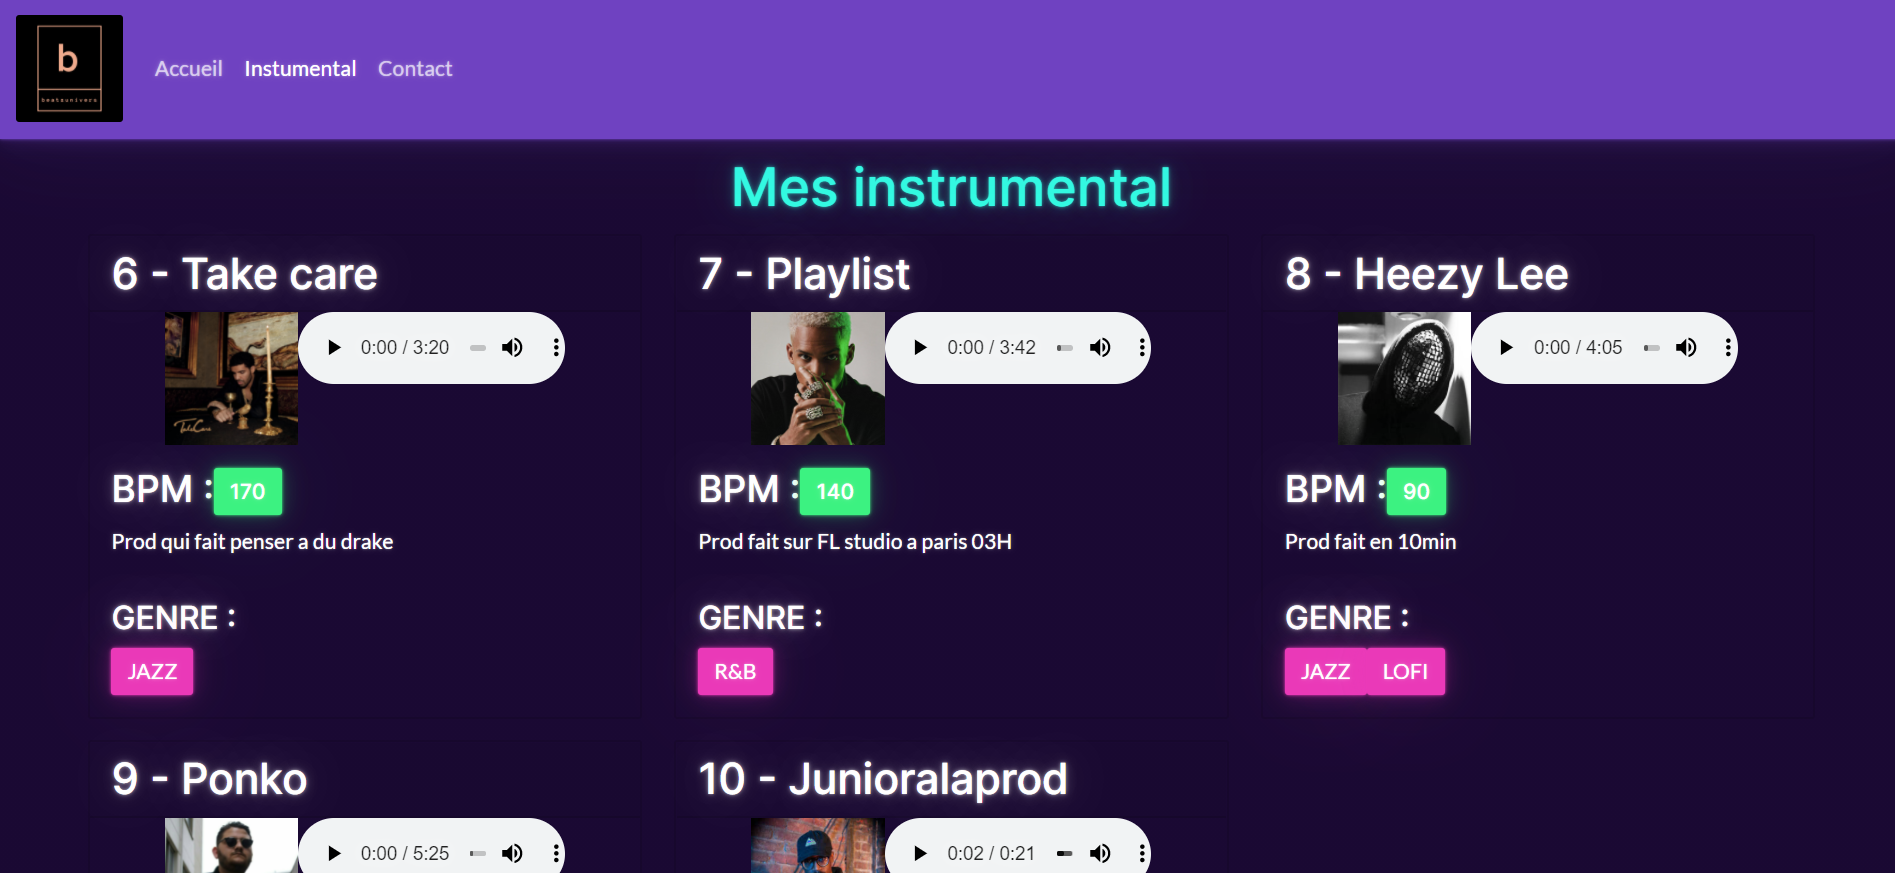 b
beatsunivers
Accueil Instumental Contact
Mes instrumental
6 - Take care
7 - Playlist
8 - Heezy Lee
TakeCare
0:00 / 3:20
0:00 / 3:42
0:00 / 4:05
BPM : 170
BPM : 140
BPM : 90
Prod qui fait penser a du drake
Prod fait sur FL studio a paris 03H
Prod fait en 10min
GENRE :
GENRE :
GENRE :
JAZZ
R&B
JAZZ LOFI
9 - Ponko
10 - Junioralaprod
0:00 / 5:25
0:02 / 0:21